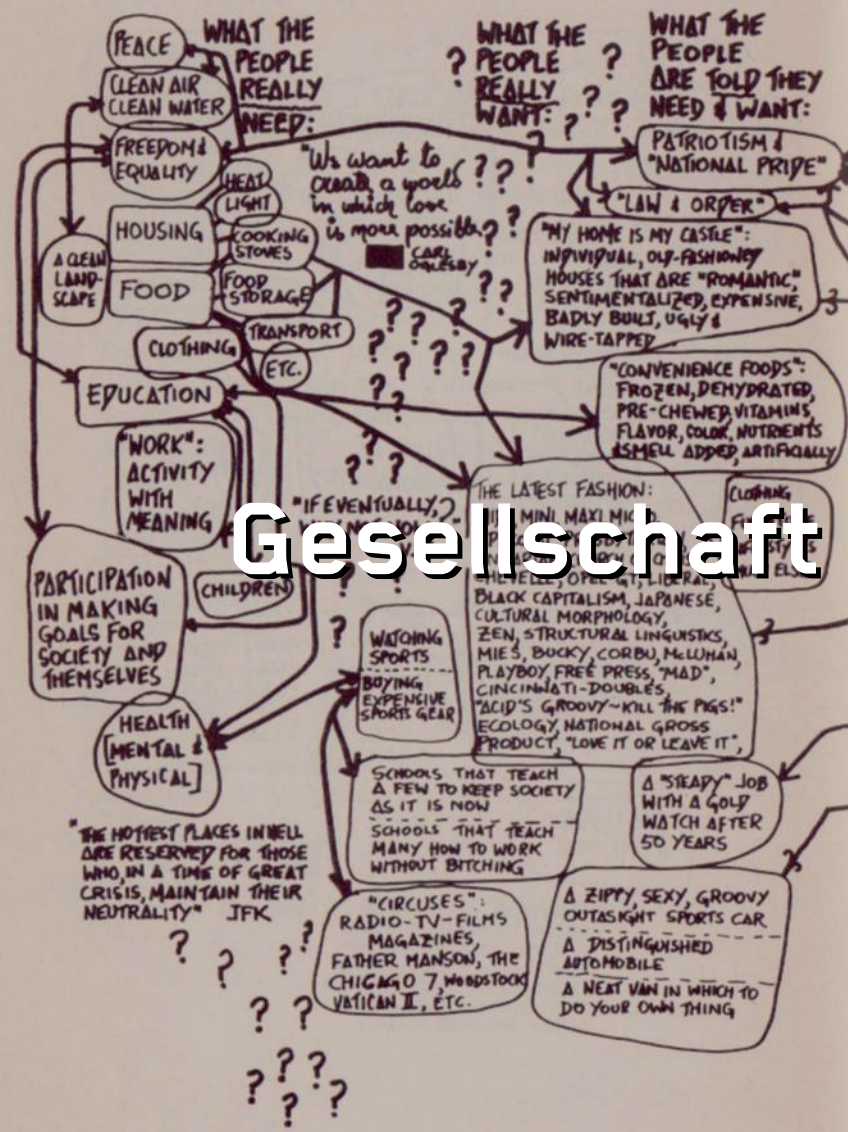 PEACE
CLEAN AIR
CLEAN WATER
FREEDOM &
EQUALITY
HEAT
LIGHT
HOUSING
COOKING
STOVES
A CLEAN
LAND-
SCAPE
FOOD
FOOD
STORAGE
TRANSPORT
CLOTHING
ETC.
EDUCATION
"WORK":
ACTIVITY
WITH
MEANING
PARTICIPATION
IN MAKING
GOALS FOR
SOCIETY AND
THEMSELVES
CHILDREN
HEALTH
[MENTAL &
PHYSICAL]
"THE HOTTEST PLACES IN HELL
ARE RESERVED FOR THOSE
WHO, IN A TIME OF GREAT
CRISIS, MAINTAIN THEIR
NEUTRALITY" JFK
WHAT THE
PEOPLE
REALLY
NEED:
"We want to
create a world
in which love
is more possible"
CARL
OGLESBY
"IF EVENTUALLY,
WHAT THE
PEOPLE
REALLY
WANT:
WHAT THE
PEOPLE
ARE TOLD THEY
NEED & WANT:
PATRIOTISM &
"NATIONAL PRIDE"
"LAW & ORDER"
"MY HOME IS MY CASTLE":
INDIVIDUAL, OLD-FASHIONED
HOUSES THAT ARE "ROMANTIC",
SENTIMENTALIZED, EXPENSIVE,
BADLY BUILT, UGLY &
WIRE-TAPPED
"CONVENIENCE FOODS":
FROZEN, DEHYDRATED,
PRE-CHEWED, VITAMINS,
FLAVOR, COLOR, NUTRIENTS
& SMELL ADDED, ARTIFICIALLY
THE LATEST FASHION:
MINI, MAXI
CLOTHING
Gesellschaft
CHEVELLE, OPEL GT, LIBERAL,
BLACK CAPITALISM, JAPANESE,
CULTURAL MORPHOLOGY,
ZEN, STRUCTURAL LINGUISTICS,
MIES, BUCKY, CORBU, McLUHAN,
PLAYBOY, FREE PRESS, "MAD",
CINCINNATI-DOUBLES,
"ACID'S GROOVY~KILL THE PIGS!"
ECOLOGY, NATIONAL GROSS
PRODUCT, "LOVE IT OR LEAVE IT",
WATCHING
SPORTS
BUYING
EXPENSIVE
SPORTS GEAR
SCHOOLS THAT TEACH
A FEW TO KEEP SOCIETY
AS IT IS NOW
SCHOOLS THAT TEACH
MANY HOW TO WORK
WITHOUT BITCHING
A "STEADY" JOB
WITH A GOLD
WATCH AFTER
50 YEARS
"CIRCUSES":
RADIO-TV-FILMS
MAGAZINES,
FATHER MANSON, THE
CHICAGO 7, WOODSTOCK
VATICAN II, ETC.
A ZIPPY, SEXY, GROOVY
OUTASIGHT SPORTS CAR
A DISTINGUISHED
AUTOMOBILE
A NEAT VAN IN WHICH TO
DO YOUR OWN THING